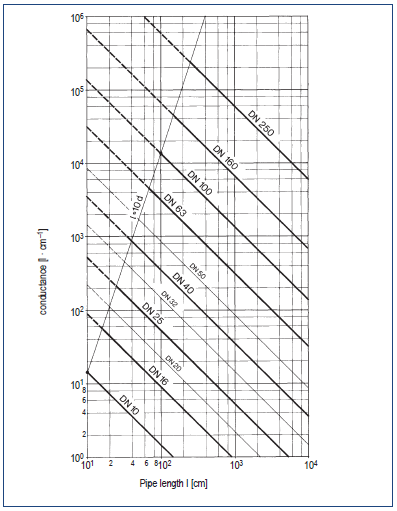 10⁶
10⁵
10⁴
10³
10²
10¹
8
6
4
2
10⁰
conductance [l · cm⁻¹]
l =10 d
DN 250
DN 160
DN 100
DN 63
DN 50
DN 40
DN 32
DN 25
DN 20
DN 16
DN 10
10¹ 2 4 6 8 10² 10³ 10⁴
Pipe length l [cm]